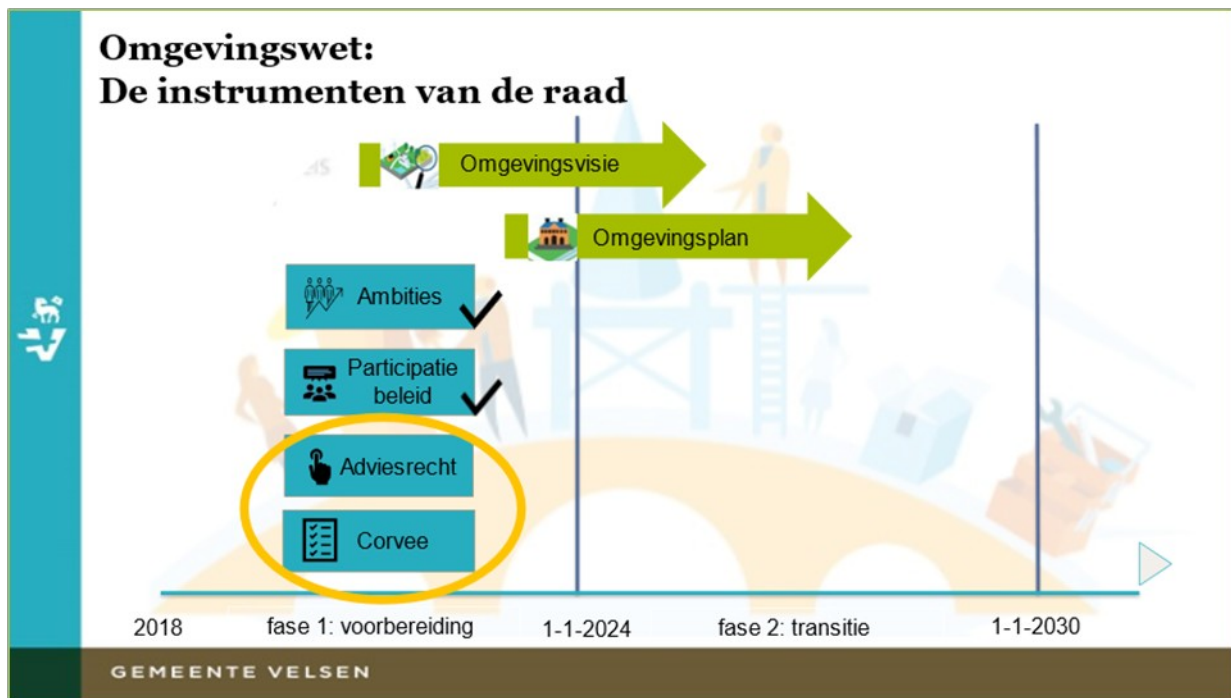 Omgevingswet:
De instrumenten van de raad
Omgevingsvisie
Omgevingsplan
Ambities
Participatie
beleid
Adviesrecht
Corvee
2018
fase 1: voorbereiding
1-1-2024
fase 2: transitie
1-1-2030
GEMEENTE VELSEN